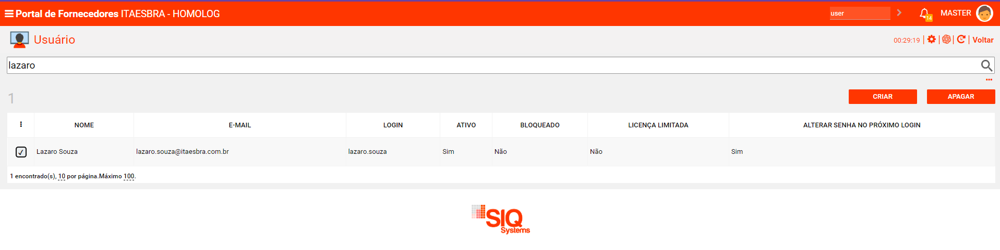 Portal de Fornecedores ITAESBRA - HOMOLOG
user
14
MASTER
Usuário
00:29:19 | | | | Voltar
lazaro
...
1
CRIAR APAGAR
NOME E-MAIL LOGIN ATIVO BLOQUEADO LICENÇA LIMITADA ALTERAR SENHA NO PRÓXIMO LOGIN
Lazaro Souza lazaro.souza@itaesbra.com.br lazaro.souza Sim Não Não Sim
1 encontrado(s), 10 por página.Máximo 100.
SIQ
Systems